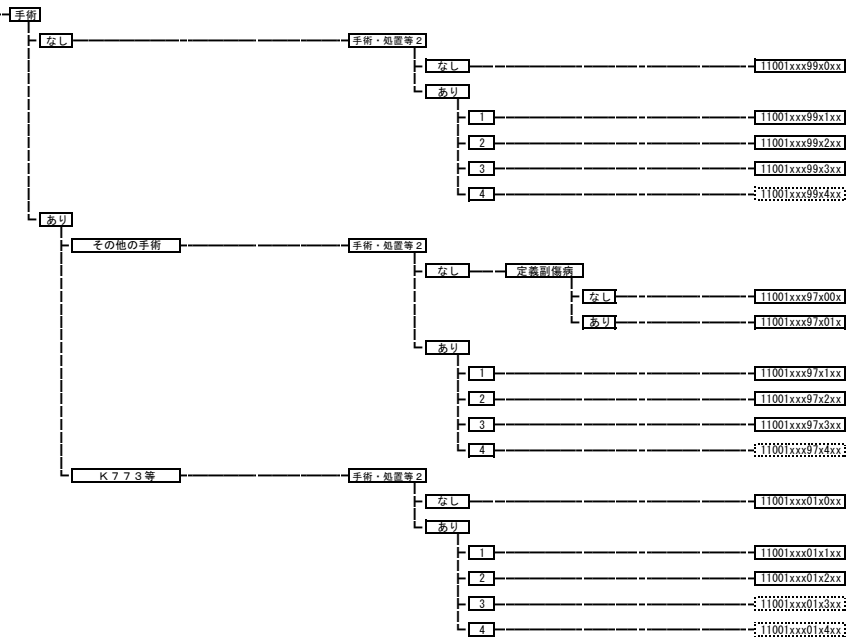 手術
なし 手術・処置等2
なし 11001xxx99x0xx
あり
1 11001xxx99x1xx
2 11001xxx99x2xx
3 11001xxx99x3xx
4 11001xxx99x4xx
あり
その他の手術 手術・処置等2
なし 定義副傷病
なし 11001xxx97x00x
あり 11001xxx97x01x
あり
1 11001xxx97x1xx
2 11001xxx97x2xx
3 11001xxx97x3xx
4 11001xxx97x4xx
K773等 手術・処置等2
なし 11001xxx01x0xx
あり
1 11001xxx01x1xx
2 11001xxx01x2xx
3 11001xxx01x3xx
4 11001xxx01x4xx